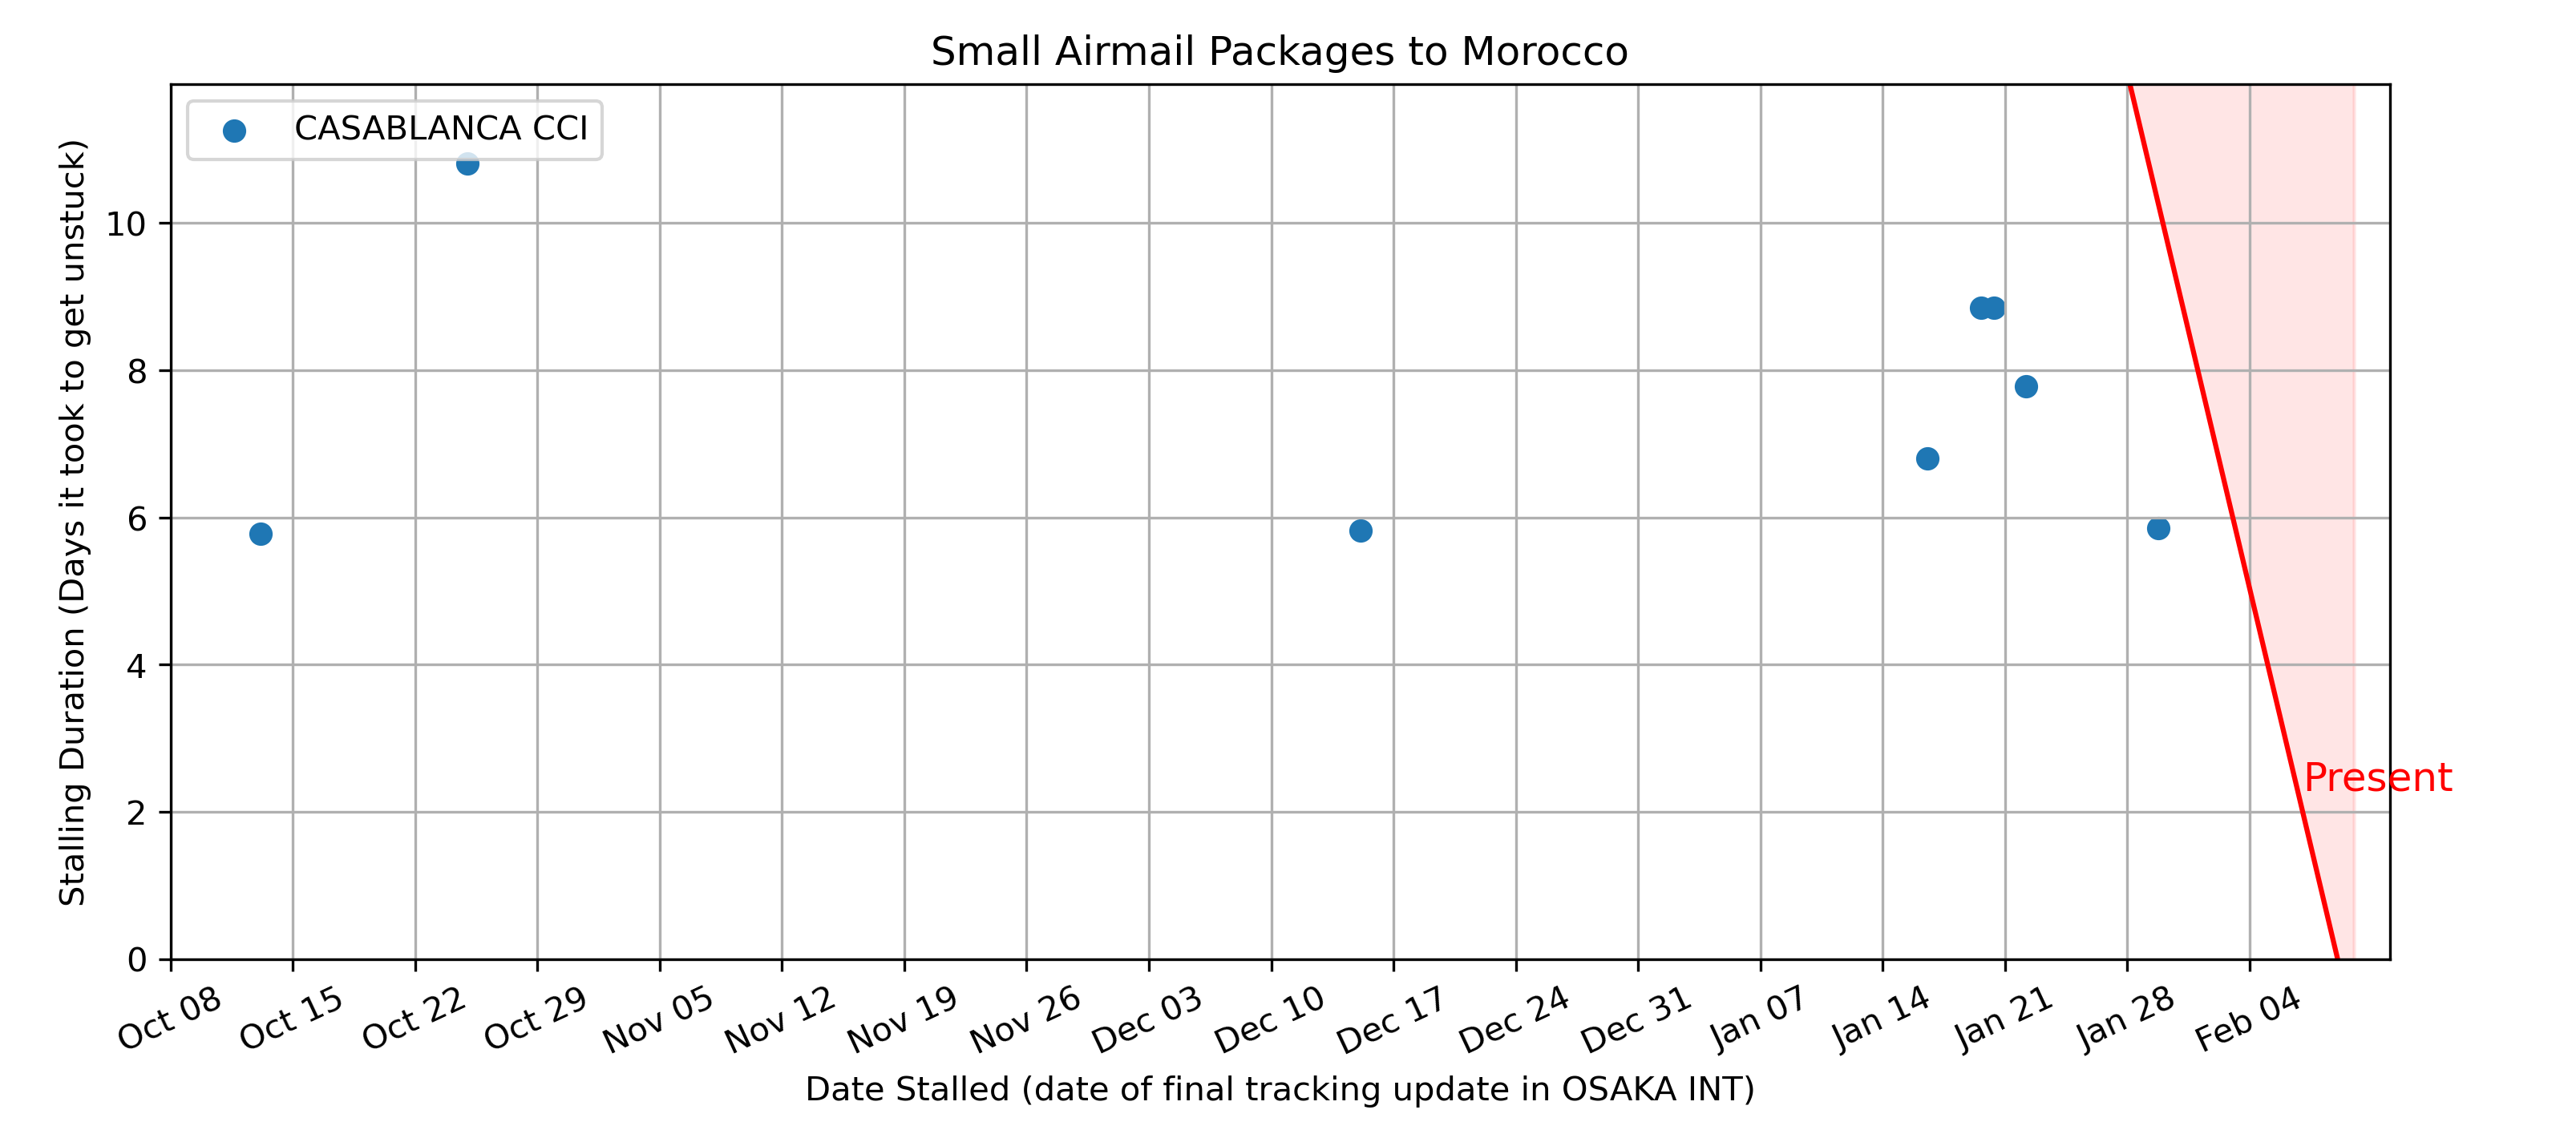 Small Airmail Packages to Morocco
CASABLANCA CCI
Stalling Duration (Days it took to get unstuck)
10
8
6
4
2
0
Present
Oct 08
Oct 15
Oct 22
Oct 29
Nov 05
Nov 12
Nov 19
Nov 26
Dec 03
Dec 10
Dec 17
Dec 24
Dec 31
Jan 07
Jan 14
Jan 21
Jan 28
Feb 04
Date Stalled (date of final tracking update in OSAKA INT)